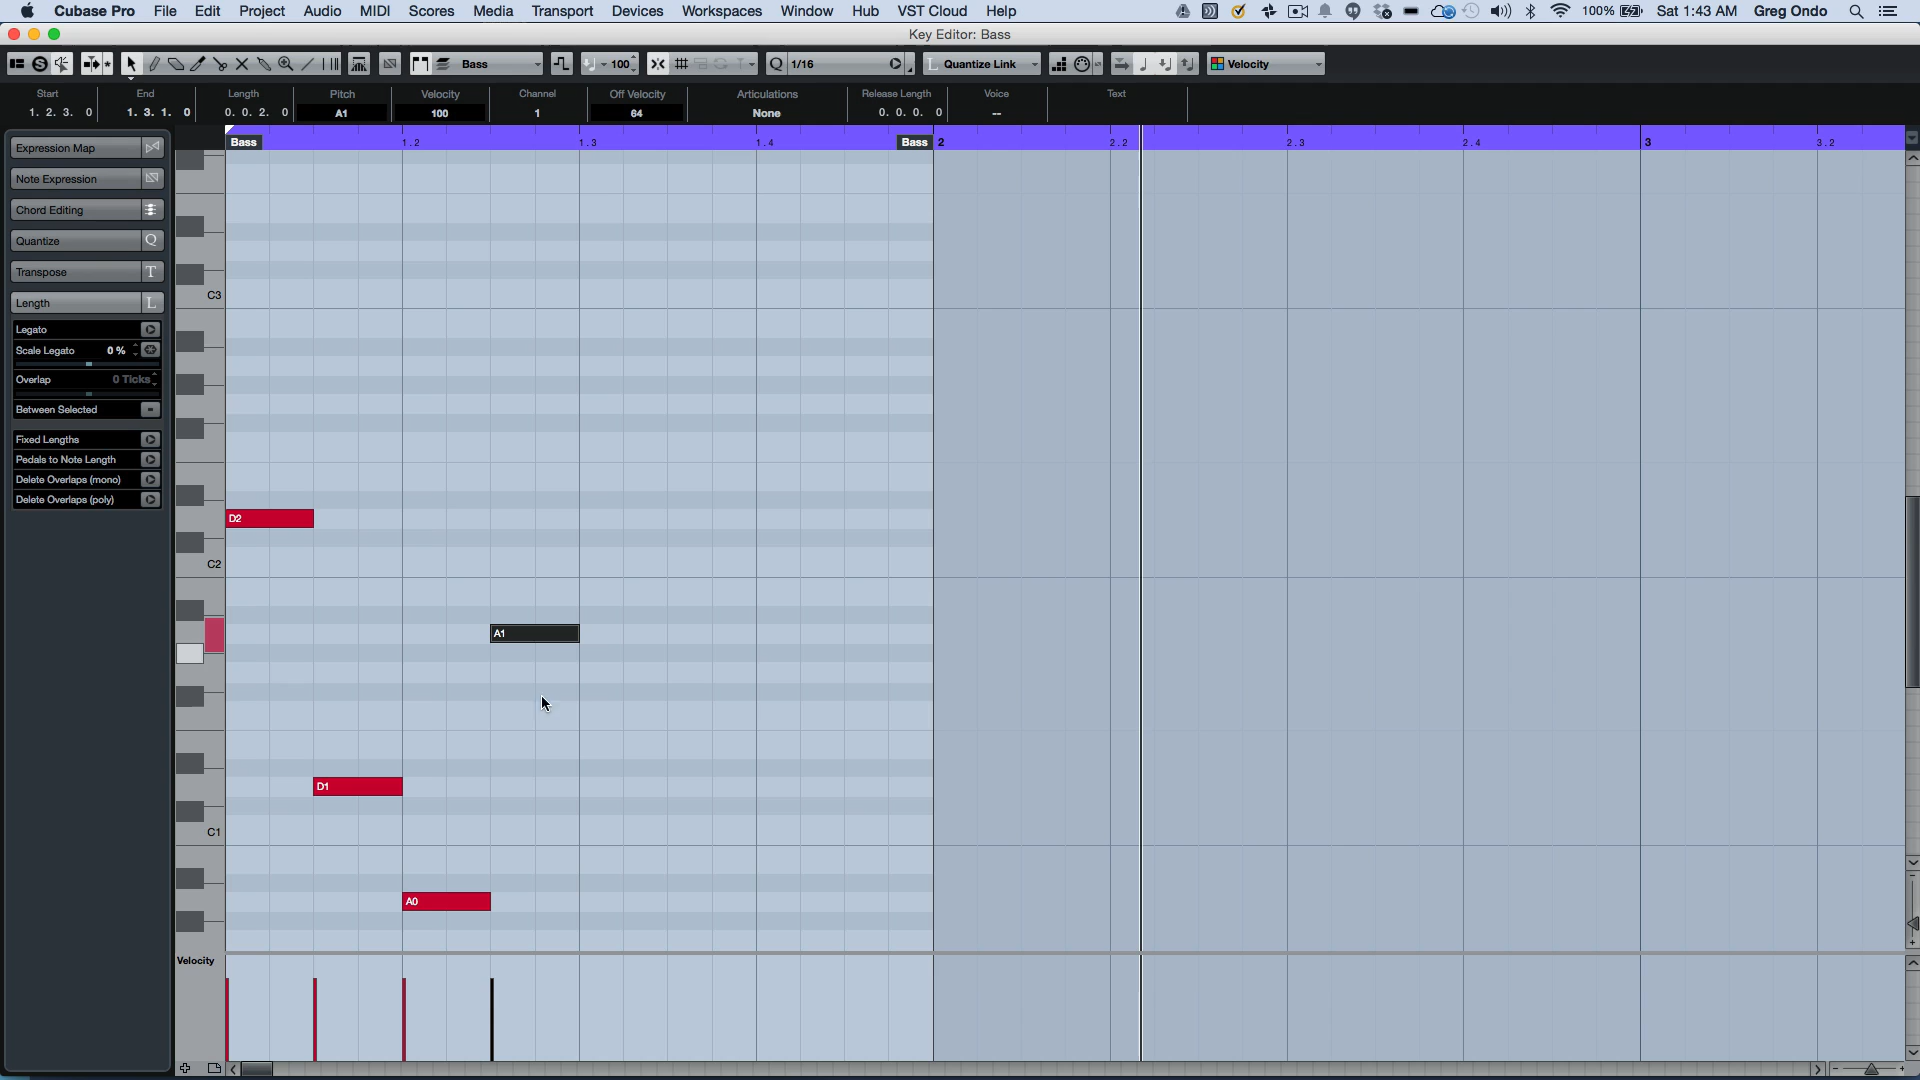 Cubase Pro File Edit Project Audio MIDI Scores Media Transport Devices Workspaces Window Hub VST Cloud Help 100% Sat 1:43 AM Greg Ondo
Key Editor: Bass
Bass 100 Q 1/16 L Quantize Link Velocity
Start End Length Pitch Velocity Channel Off Velocity Articulations Release Length Voice Text
1. 2. 3. 0 1. 3. 1. 0 0. 0. 2. 0 A1 100 1 64 None 0. 0. 0. 0 --
Bass 1.2 1.3 1.4 Bass 2 2.2 2.3 2.4 3 3.2
Expression Map
Note Expression
Chord Editing
Quantize Q
Transpose T
Length L
Legato
Scale Legato 0 %
Overlap 0 Ticks
Between Selected
Fixed Lengths
Pedals to Note Length
Delete Overlaps (mono)
Delete Overlaps (poly)
C3
D2
C2
A1
D1
C1
A0
Velocity